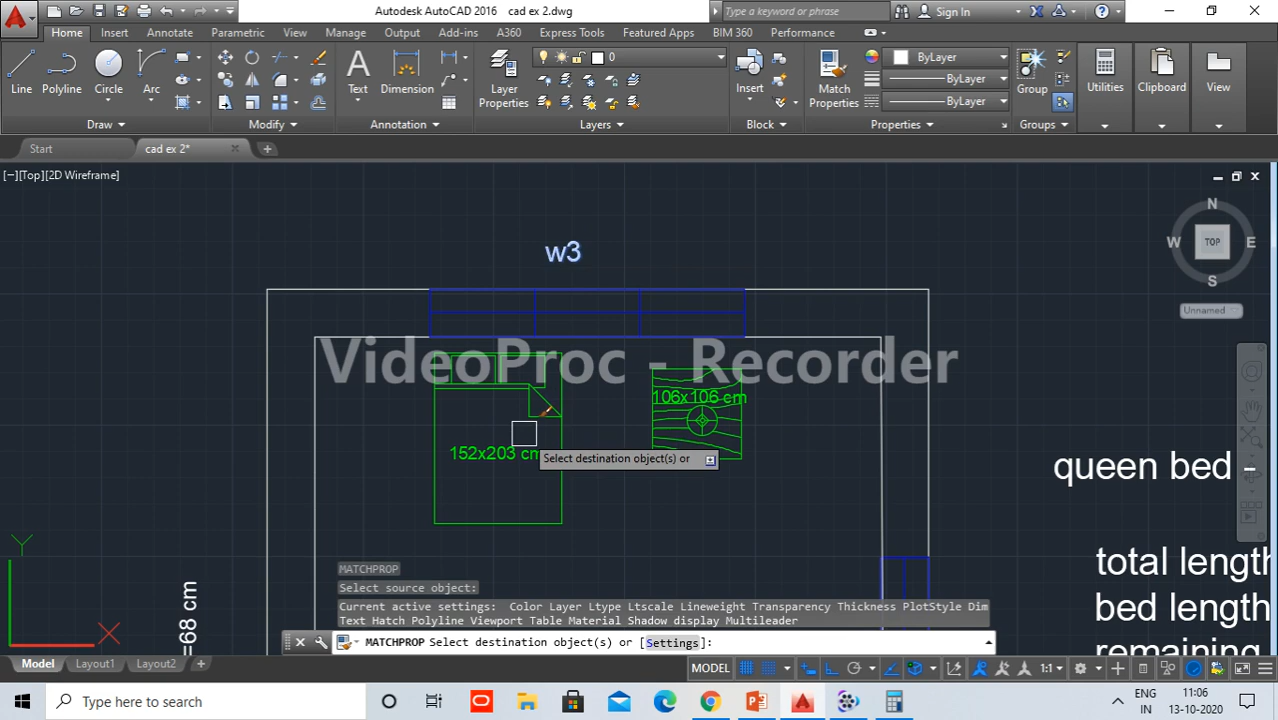 Autodesk AutoCAD 2016 cad ex 2.dwg
Type a keyword or phrase
Sign In
Home Insert Annotate Parametric View Manage Output Add-ins A360 Express Tools Featured Apps BIM 360 Performance
Line Polyline Circle Arc
Text Dimension
Layer Properties
0
Insert
Match Properties
ByLayer
ByLayer
ByLayer
Group
Utilities
Clipboard
View
Draw Modify Annotation Layers Block Properties Groups
Start cad ex 2*
[−][Top][2D Wireframe]
N
W TOP E
S
Unnamed
w3
VideoProc - Recorder
106x106 cm
152x203 cm
Select destination object(s) or
queen bed -
total length
bed length
remaining
=68 cm
Y
X
MATCHPROP
Select source object:
Current active settings: Color Layer Ltype Ltscale Lineweight Transparency Thickness PlotStyle Dim
Text Hatch Polyline Viewport Table Material Shadow display Multileader
MATCHPROP Select destination object(s) or [Settings]:
Model Layout1 Layout2 +
MODEL
1:1
Type here to search
ENG
IN
11:06
13-10-2020